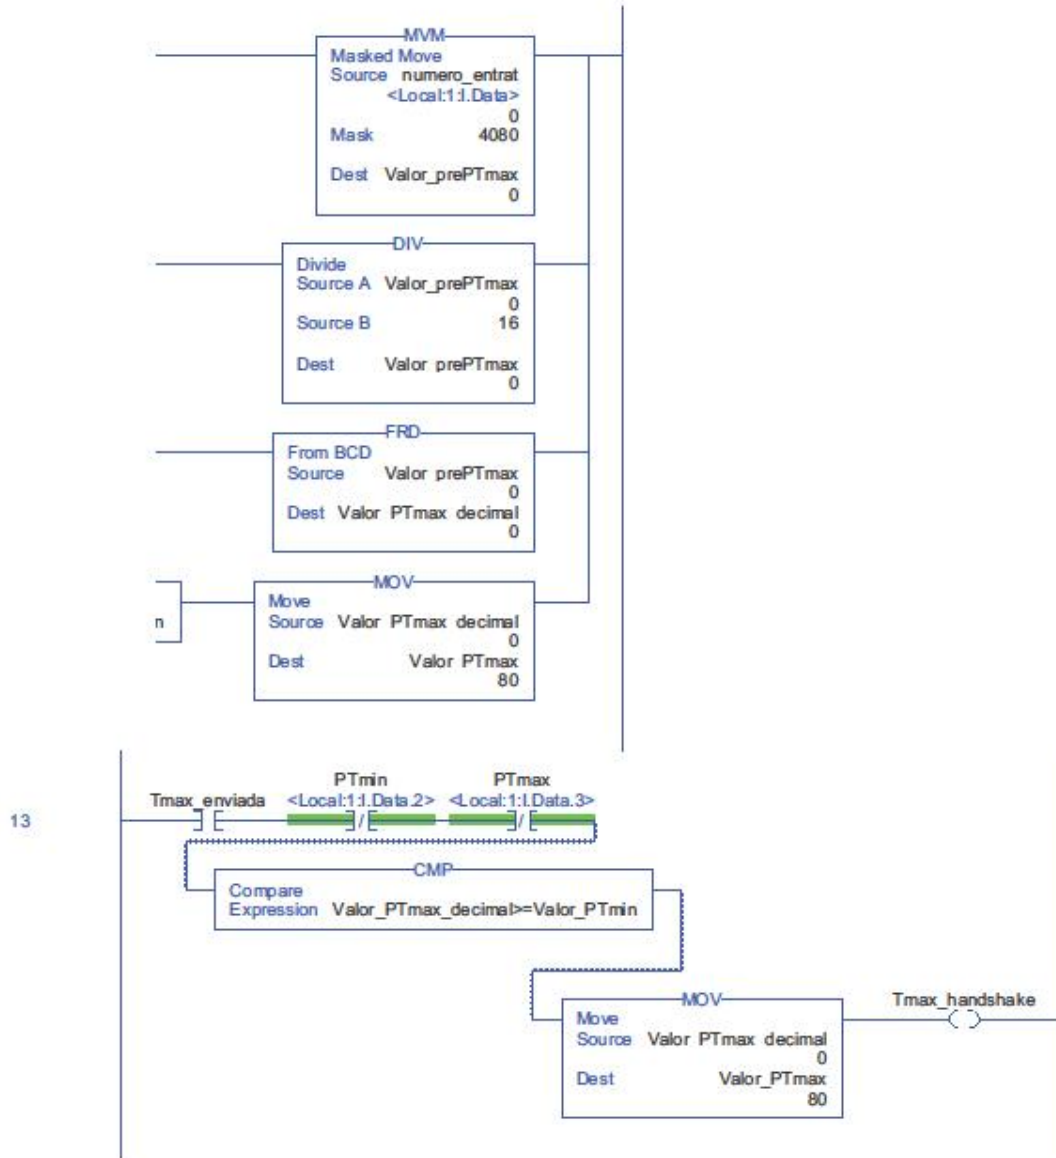 MVM
Masked Move
Source numero_entrat
<Local:1:I.Data>
0
Mask 4080
Dest Valor_prePTmax
0
DIV
Divide
Source A Valor_prePTmax
0
Source B 16
Dest Valor prePTmax
0
FRD
From BCD
Source Valor prePTmax
0
Dest Valor PTmax decimal
0
n
MOV
Move
Source Valor PTmax decimal
0
Dest Valor PTmax
80
13
Tmax_enviada
PTmin
<Local:1:I.Data.2>
PTmax
<Local:1:I.Data.3>
CMP
Compare
Expression Valor_PTmax_decimal>=Valor_PTmin
MOV
Move
Source Valor PTmax decimal
0
Dest Valor_PTmax
80
Tmax_handshake